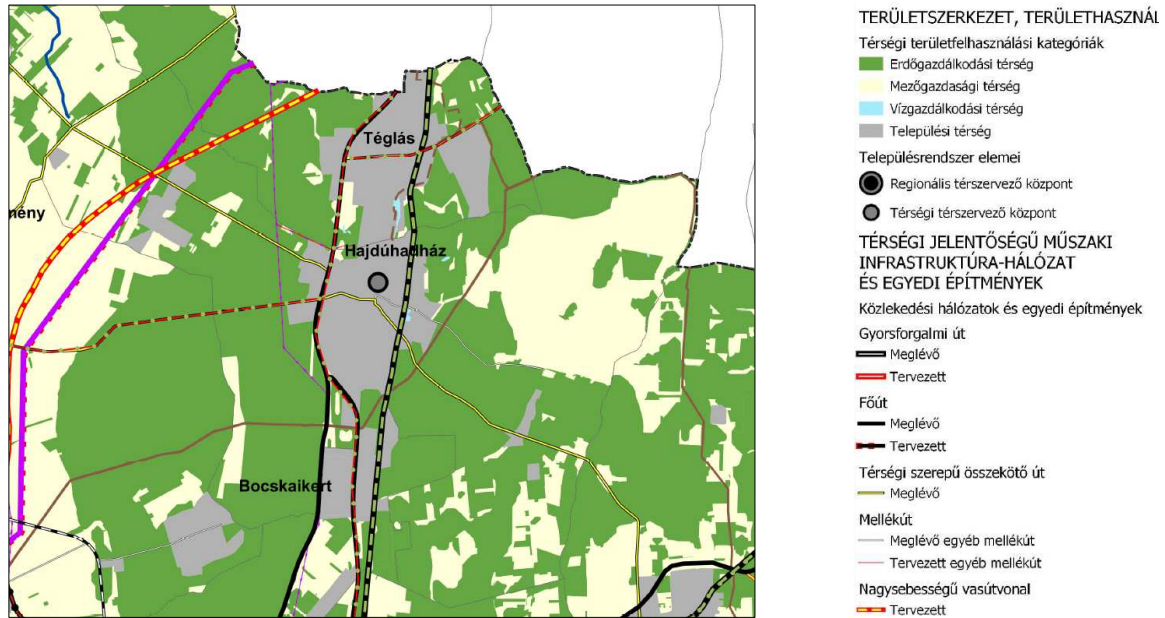 Téglás
mény
Hajdúhadház
Bocskaikert
TERÜLETSZERKEZET, TERÜLETHASZNÁL
Térségi területfelhasználási kategóriák
Erdőgazdálkodási térség
Mezőgazdasági térség
Vízgazdálkodási térség
Települési térség
Településrendszer elemei
Regionális térszervező központ
Térségi térszervező központ
TÉRSÉGI JELENTŐSÉGŰ MŰSZAKI
INFRASTRUKTÚRA-HÁLÓZAT
ÉS EGYEDI ÉPÍTMÉNYEK
Közlekedési hálózatok és egyedi építmények
Gyorsforgalmi út
Meglévő
Tervezett
Főút
Meglévő
Tervezett
Térségi szerepű összekötő út
Meglévő
Mellékút
Meglévő egyéb mellékút
Tervezett egyéb mellékút
Nagysebességű vasútvonal
Tervezett